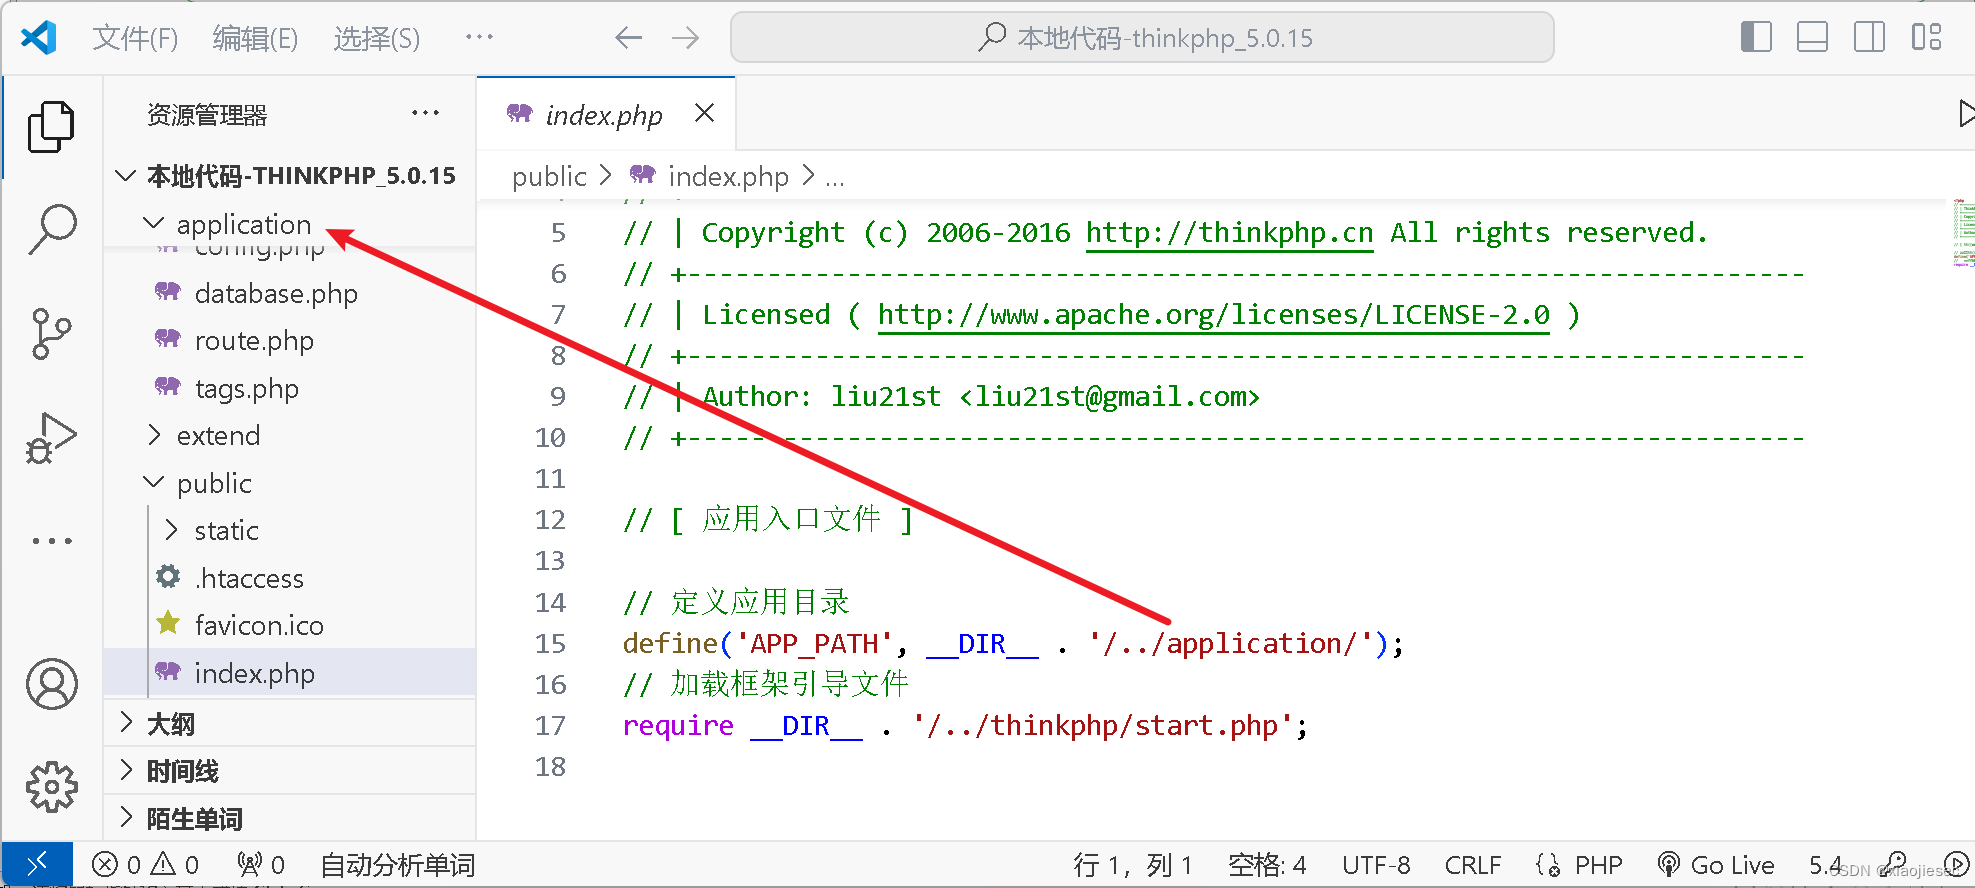 文件(F) 编辑(E) 选择(S) ··· 本地代码-thinkphp_5.0.15
资源管理器 ···
本地代码-THINKPHP_5.0.15
application
config.php
database.php
route.php
tags.php
extend
public
static
.htaccess
favicon.ico
index.php
大纲
时间线
陌生单词
index.php
public > index.php > ...
5 // | Copyright (c) 2006-2016 http://thinkphp.cn All rights reserved.
6 // +----------------------------------------------------------------------
7 // | Licensed ( http://www.apache.org/licenses/LICENSE-2.0 )
8 // +----------------------------------------------------------------------
9 // | Author: liu21st <liu21st@gmail.com>
10 // +----------------------------------------------------------------------
11
12 // [ 应用入口文件 ]
13
14 // 定义应用目录
15 define('APP_PATH', __DIR__ . '/../application/');
16 // 加载框架引导文件
17 require __DIR__ . '/../thinkphp/start.php';
18
0 0 0 自动分析单词 行 1, 列 1 空格: 4 UTF-8 CRLF PHP Go Live 5.4